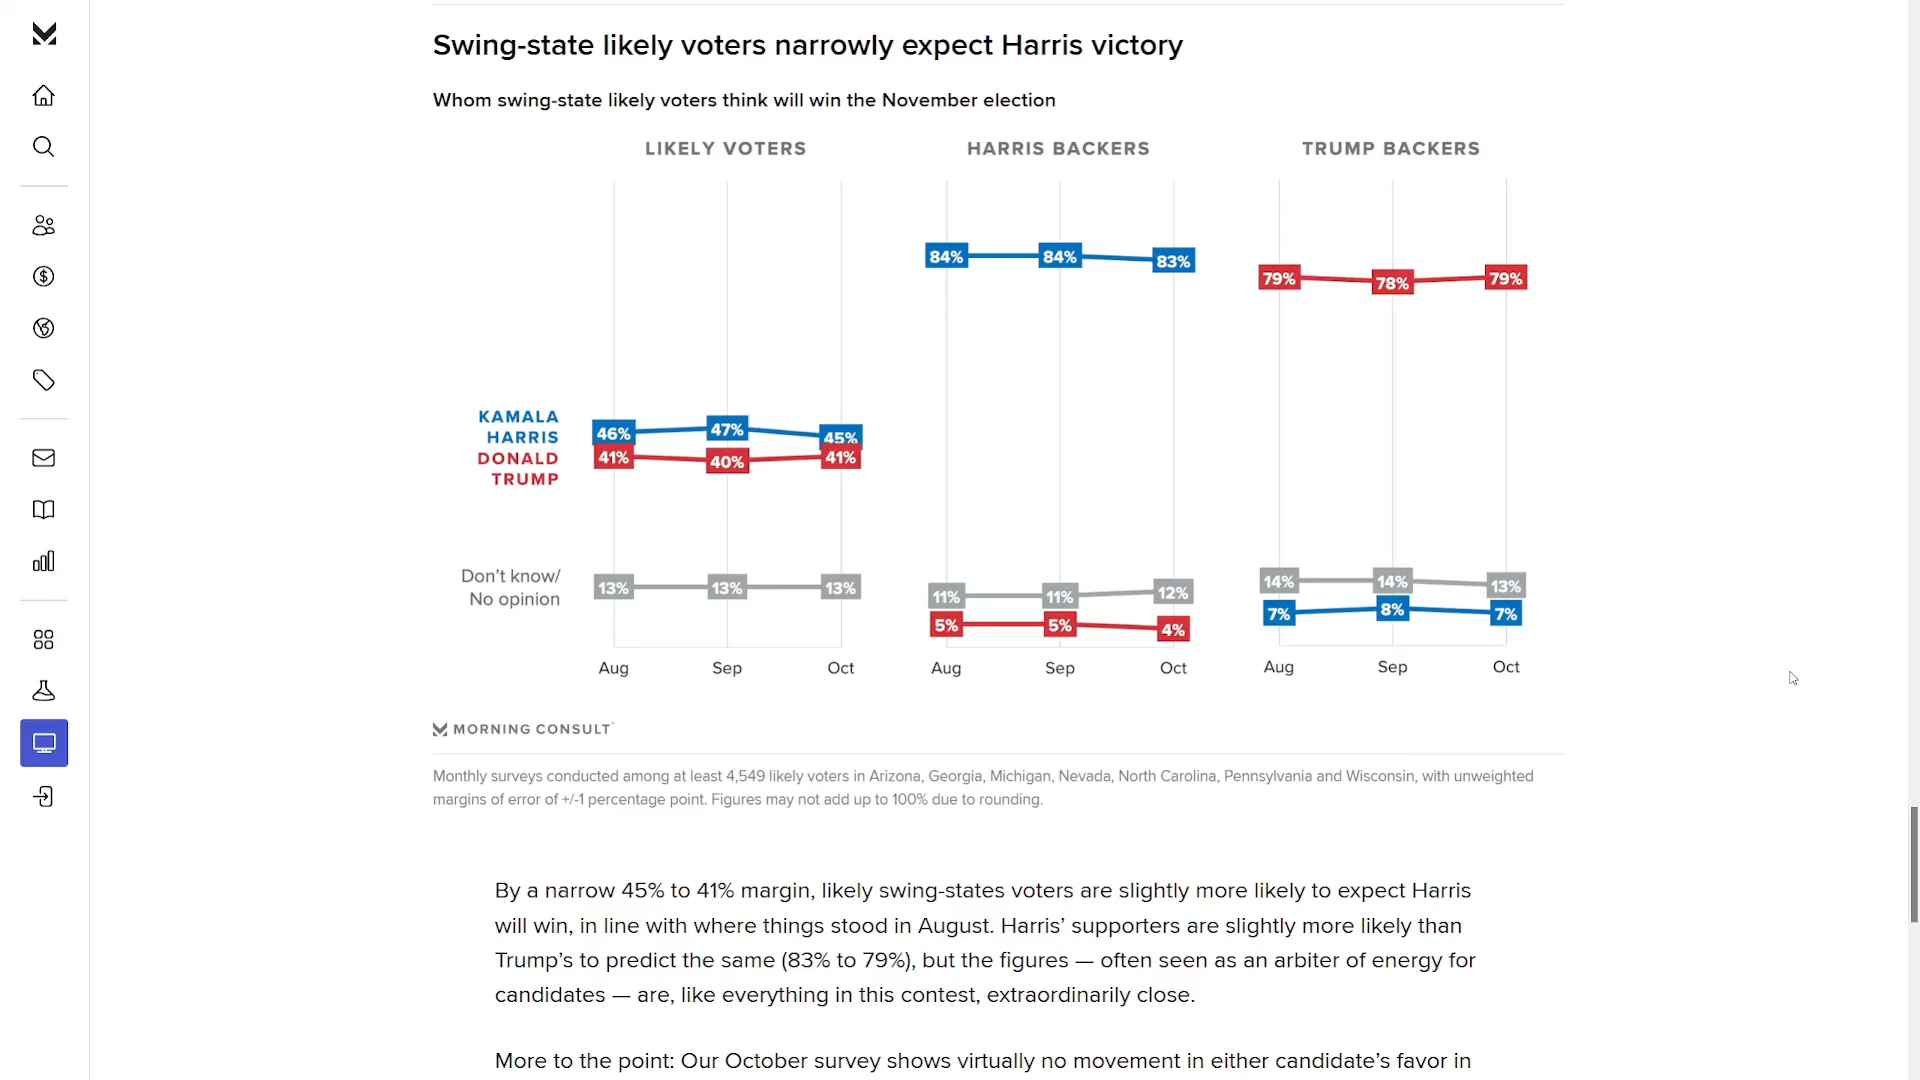 Swing-state likely voters narrowly expect Harris victory
Whom swing-state likely voters think will win the November election
LIKELY VOTERS
HARRIS BACKERS
TRUMP BACKERS
84%
84%
83%
79%
78%
79%
KAMALA
HARRIS
DONALD
TRUMP
46%
47%
45%
41%
40%
41%
Don't know/
No opinion
13%
13%
13%
11%
11%
12%
5%
5%
4%
14%
14%
13%
7%
8%
7%
Aug
Sep
Oct
Aug
Sep
Oct
Aug
Sep
Oct
MORNING CONSULT
Monthly surveys conducted among at least 4,549 likely voters in Arizona, Georgia, Michigan, Nevada, North Carolina, Pennsylvania and Wisconsin, with unweighted
margins of error of +/-1 percentage point. Figures may not add up to 100% due to rounding.
By a narrow 45% to 41% margin, likely swing-states voters are slightly more likely to expect Harris
will win, in line with where things stood in August. Harris' supporters are slightly more likely than
Trump's to predict the same (83% to 79%), but the figures — often seen as an arbiter of energy for
candidates — are, like everything in this contest, extraordinarily close.
More to the point: Our October survey shows virtually no movement in either candidate's favor in